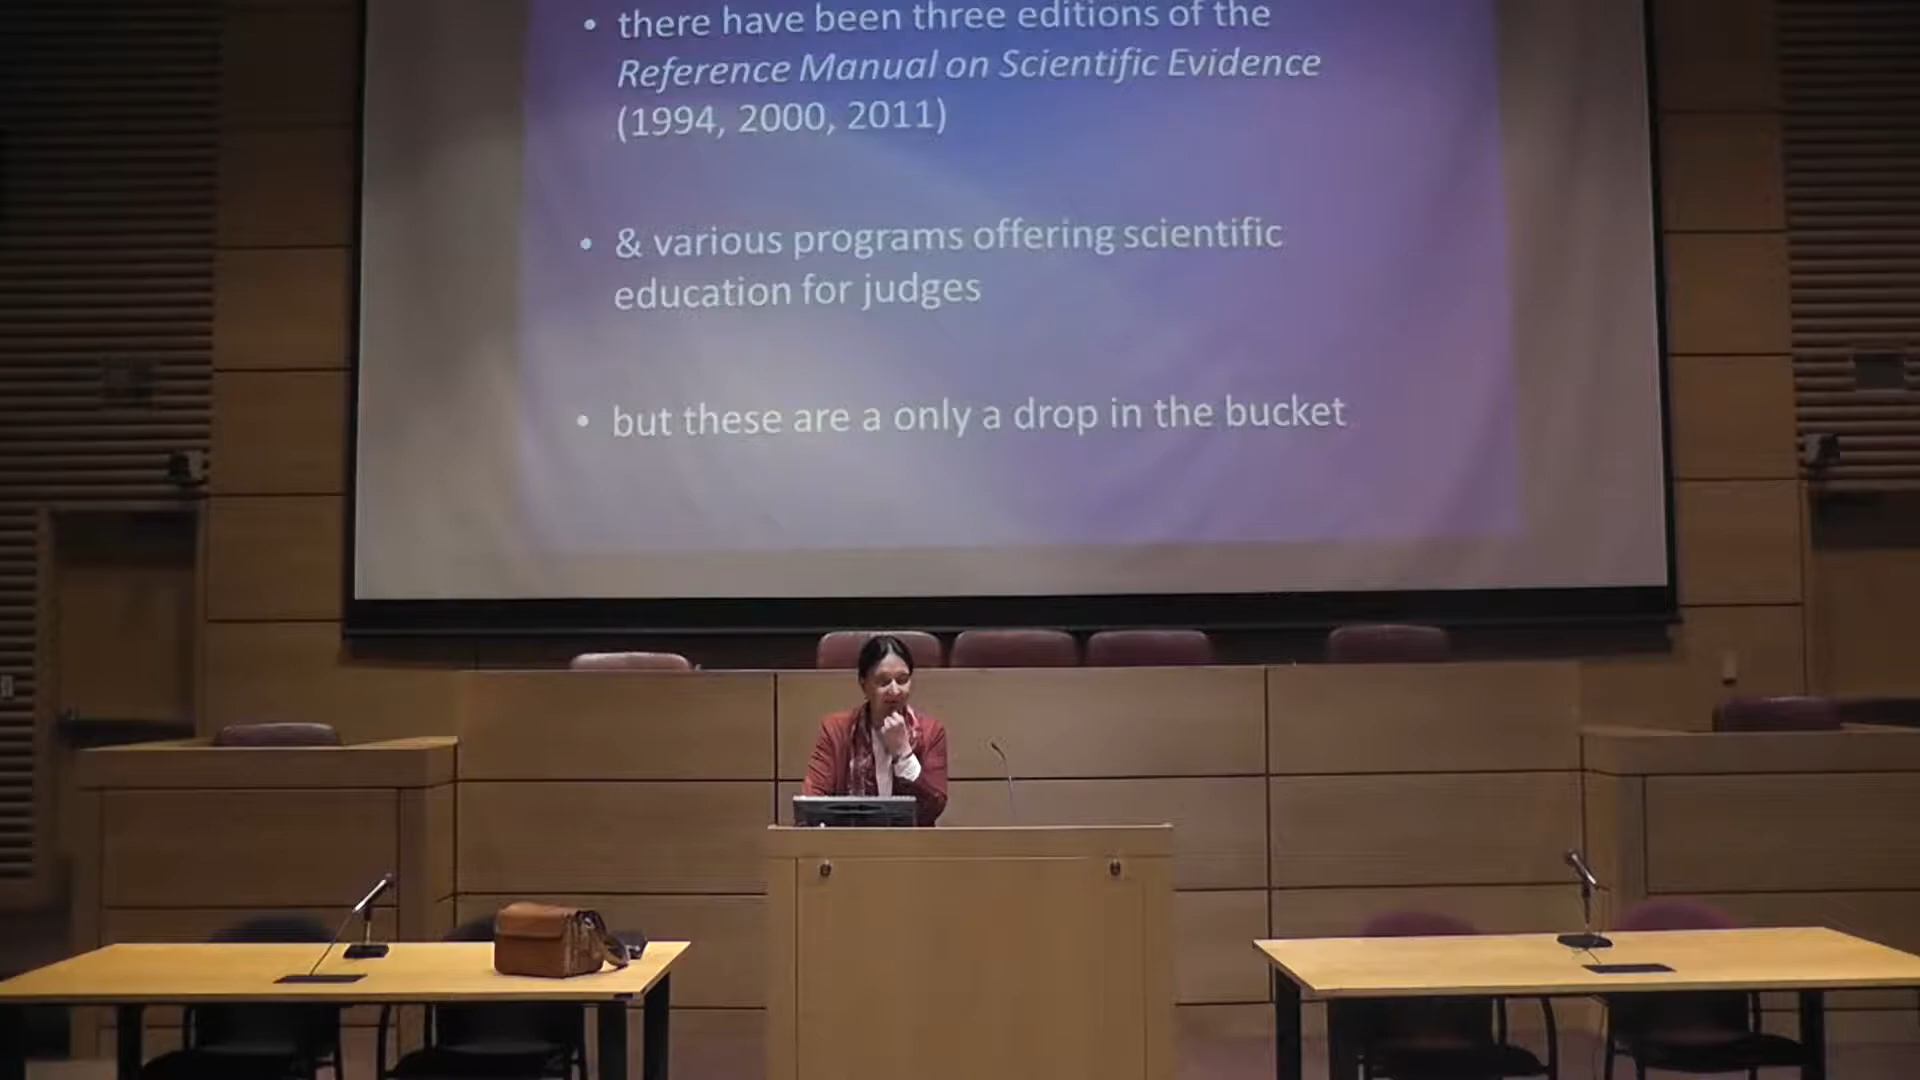 • there have been three editions of the
Reference Manual on Scientific Evidence
(1994, 2000, 2011)
• & various programs offering scientific
education for judges
• but these are a only a drop in the bucket